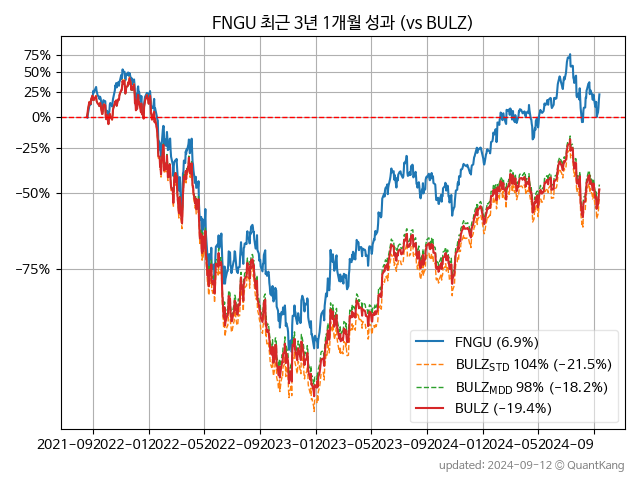 FNGU 최근 3년 1개월 성과 (vs BULZ)
75%
50%
25%
0%
−25%
−50%
−75%
2021-09
2022-01
2022-05
2022-09
2023-01
2023-05
2023-09
2024-01
2024-05
2024-09
FNGU (6.9%)
BULZSTD 104% (−21.5%)
BULZMDD 98% (−18.2%)
BULZ (−19.4%)
updated: 2024-09-12 © QuantKang